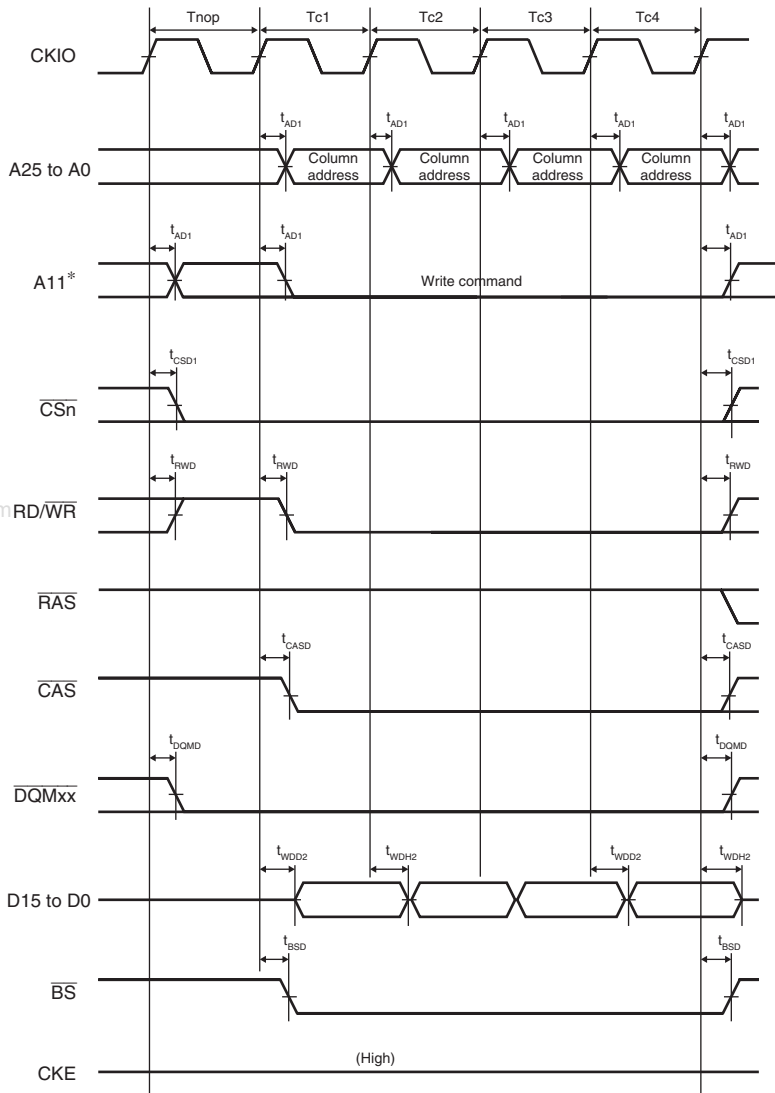 Tnop Tc1 Tc2 Tc3 Tc4
CKIO
tAD1 tAD1 tAD1 tAD1 tAD1
A25 to A0
Column address Column address Column address Column address
tAD1 tAD1 tAD1
A11*
Write command
tCSD1 tCSD1
CSn
tRWD tRWD tRWD
m
RD/WR
RAS
tCASD tCASD
CAS
tDQMD tDQMD
DQMxx
tWDD2 tWDH2 tWDD2 tWDH2
D15 to D0
tBSD tBSD
BS
(High)
CKE